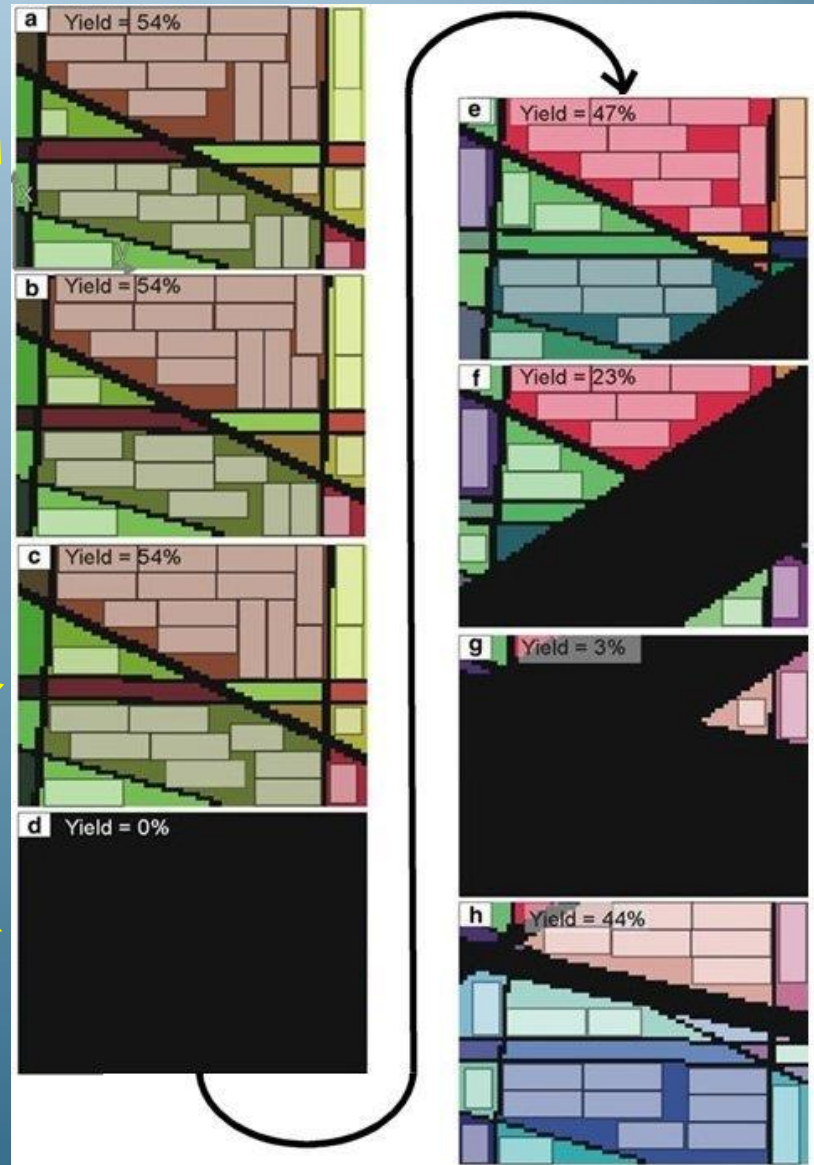 a Yield = 54%
x
y
b Yield = 54%
c Yield = 54%
d Yield = 0%
e Yield = 47%
f Yield = 23%
g Yield = 3%
h Yield = 44%